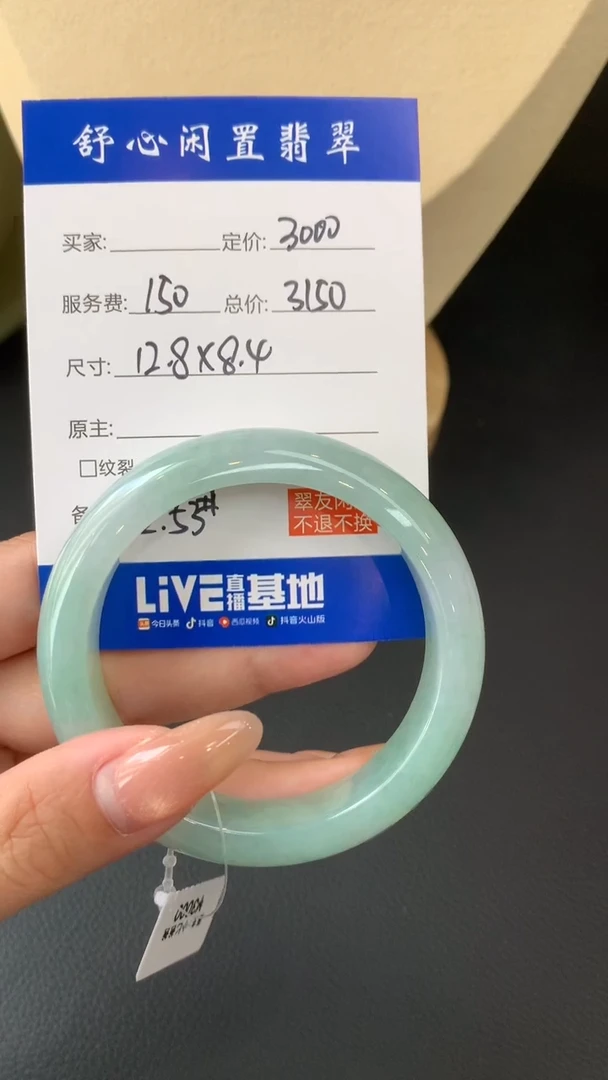 舒心闲置翡翠
买家: 定价: 3000
服务费: 150 总价: 3150
尺寸: 12.8X8.4
原主:
□纹裂
备
.53#
翠友闲
不退不换
LiVE直播基地
今日头条 抖音 西瓜视频 抖音火山版